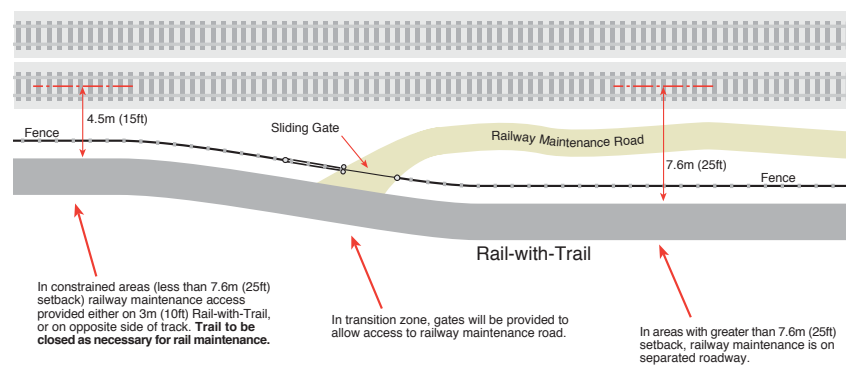 4.5m (15ft)
Fence
Sliding Gate
Railway Maintenance Road
7.6m (25ft)
Fence
Rail-with-Trail
In constrained areas (less than 7.6m (25ft)
setback) railway maintenance access
provided either on 3m (10ft) Rail-with-Trail,
or on opposite side of track. Trail to be
closed as necessary for rail maintenance.
In transition zone, gates will be provided to
allow access to railway maintenance road.
In areas with greater than 7.6m (25ft)
setback, railway maintenance is on
separated roadway.